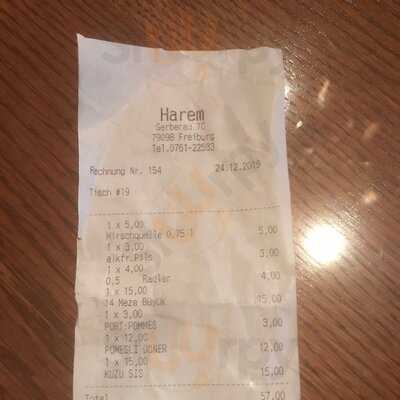 Harem
Gerberau 7C
79098 Freiburg
Tel.0761-22533
Rechnung Nr. 154 24.12.2019
Tisch #19
1 x 5,00
Hirschquelle 0,75 l 5,00
1 x 3,00
alkfr.Pils 3,00
1 x 4,00
0,5 Radler 4,00
1 x 15,00
14 Meze Büyük 15,00
1 x 3,00
PORT POMMES 3,00
1 x 12,00
POMESLI DÖNER 12,00
1 x 15,00
KUZU SIS 15,00
Total 57,00